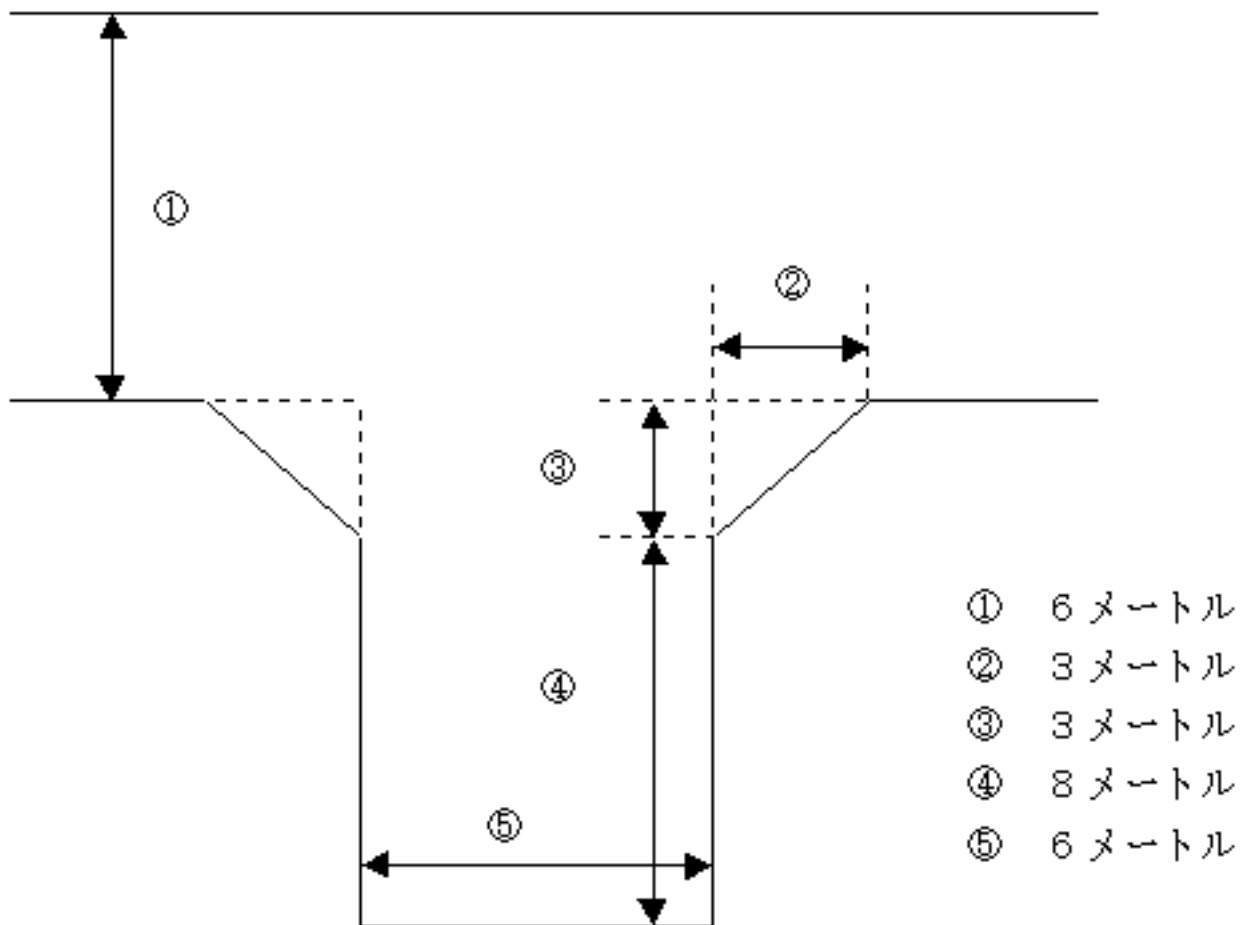 ①
②
③
④
⑤
① 6メートル
② 3メートル
③ 3メートル
④ 8メートル
⑤ 6メートル